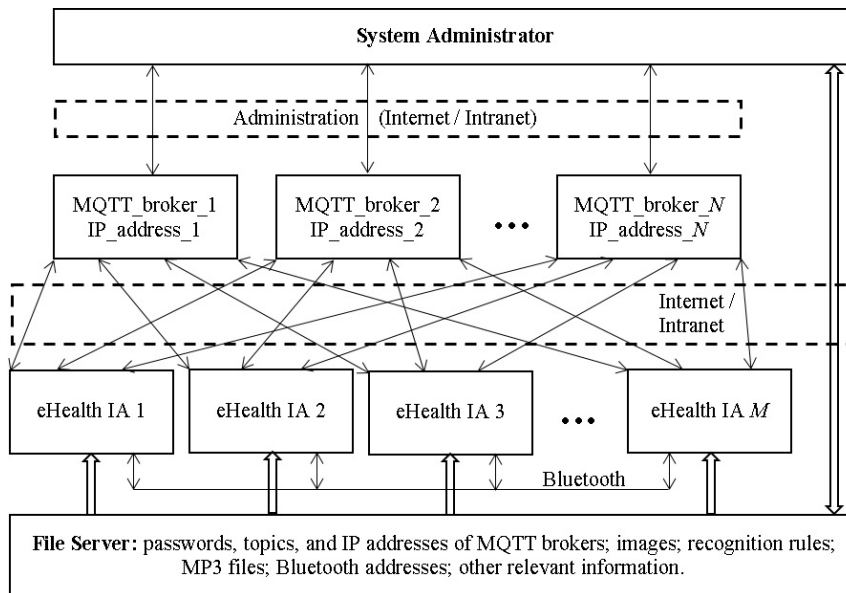 System Administrator
Administration (Internet / Intranet)
MQTT_broker_1
IP_address_1
MQTT_broker_2
IP_address_2
MQTT_broker_N
IP_address_N
Internet /
Intranet
eHealth IA 1
eHealth IA 2
eHealth IA 3
eHealth IA M
Bluetooth
File Server: passwords, topics, and IP addresses of MQTT brokers; images; recognition rules;
MP3 files; Bluetooth addresses; other relevant information.